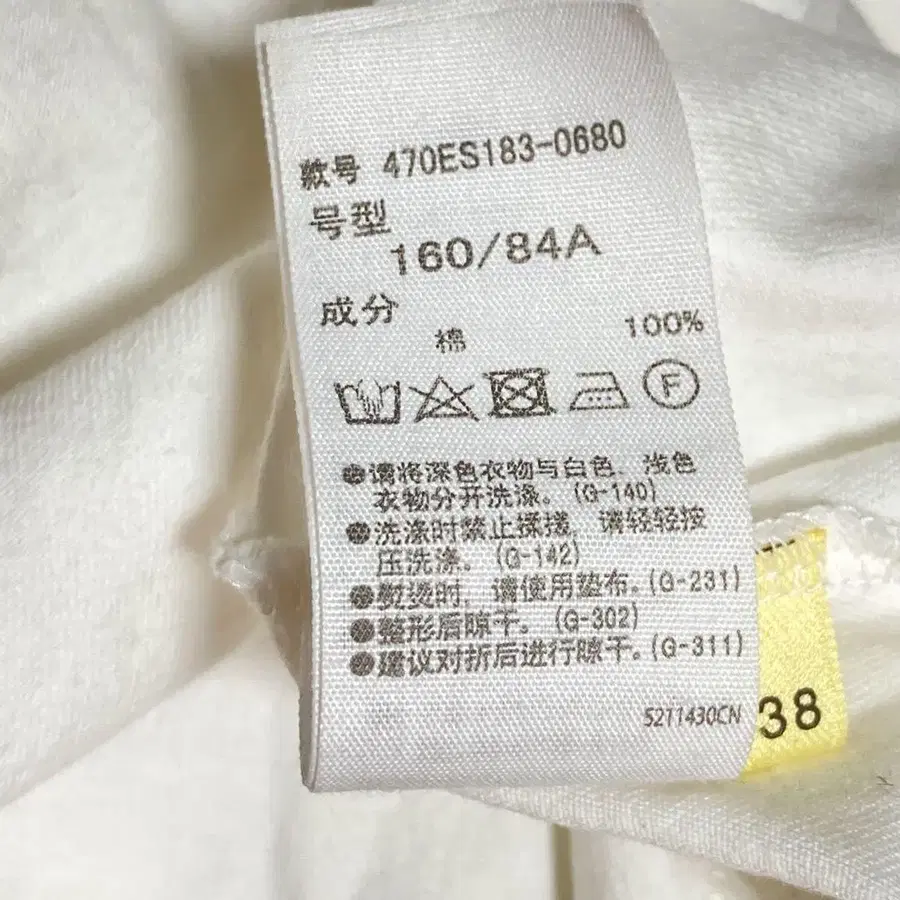 款号 470ES183-0680
号型
160/84A
成分
棉 100%
F
●请将深色衣物与白色、浅色
衣物分开洗涤。(G-140)
●洗涤时禁止揉搓，请轻轻按
压洗涤。(G-142)
●熨烫时，请使用垫布。(G-231)
●整形后晾干。(G-302)
●建议对折后进行晾干。(G-311)
5211430CN
38